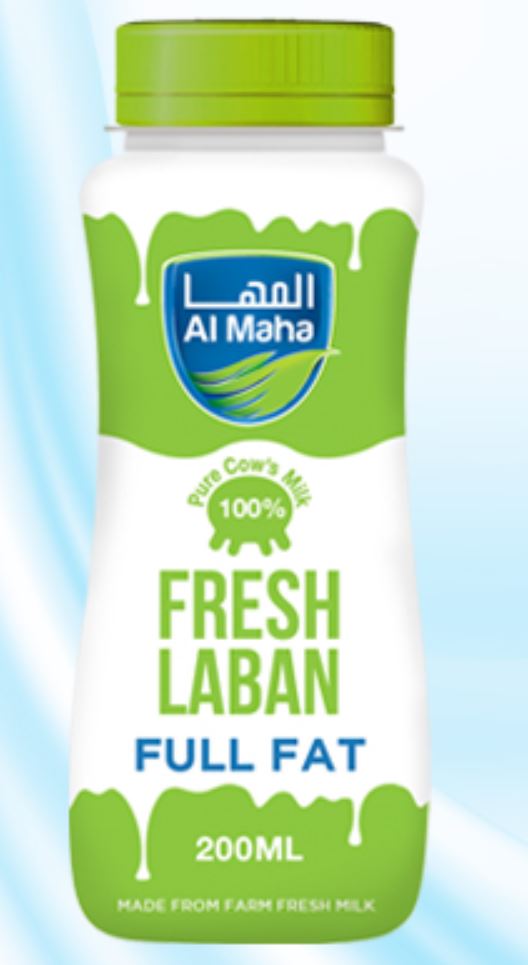 المها
Al Maha
Pure Cow's Milk
100%
FRESH
LABAN
FULL FAT
200ML
MADE FROM FARM FRESH MILK